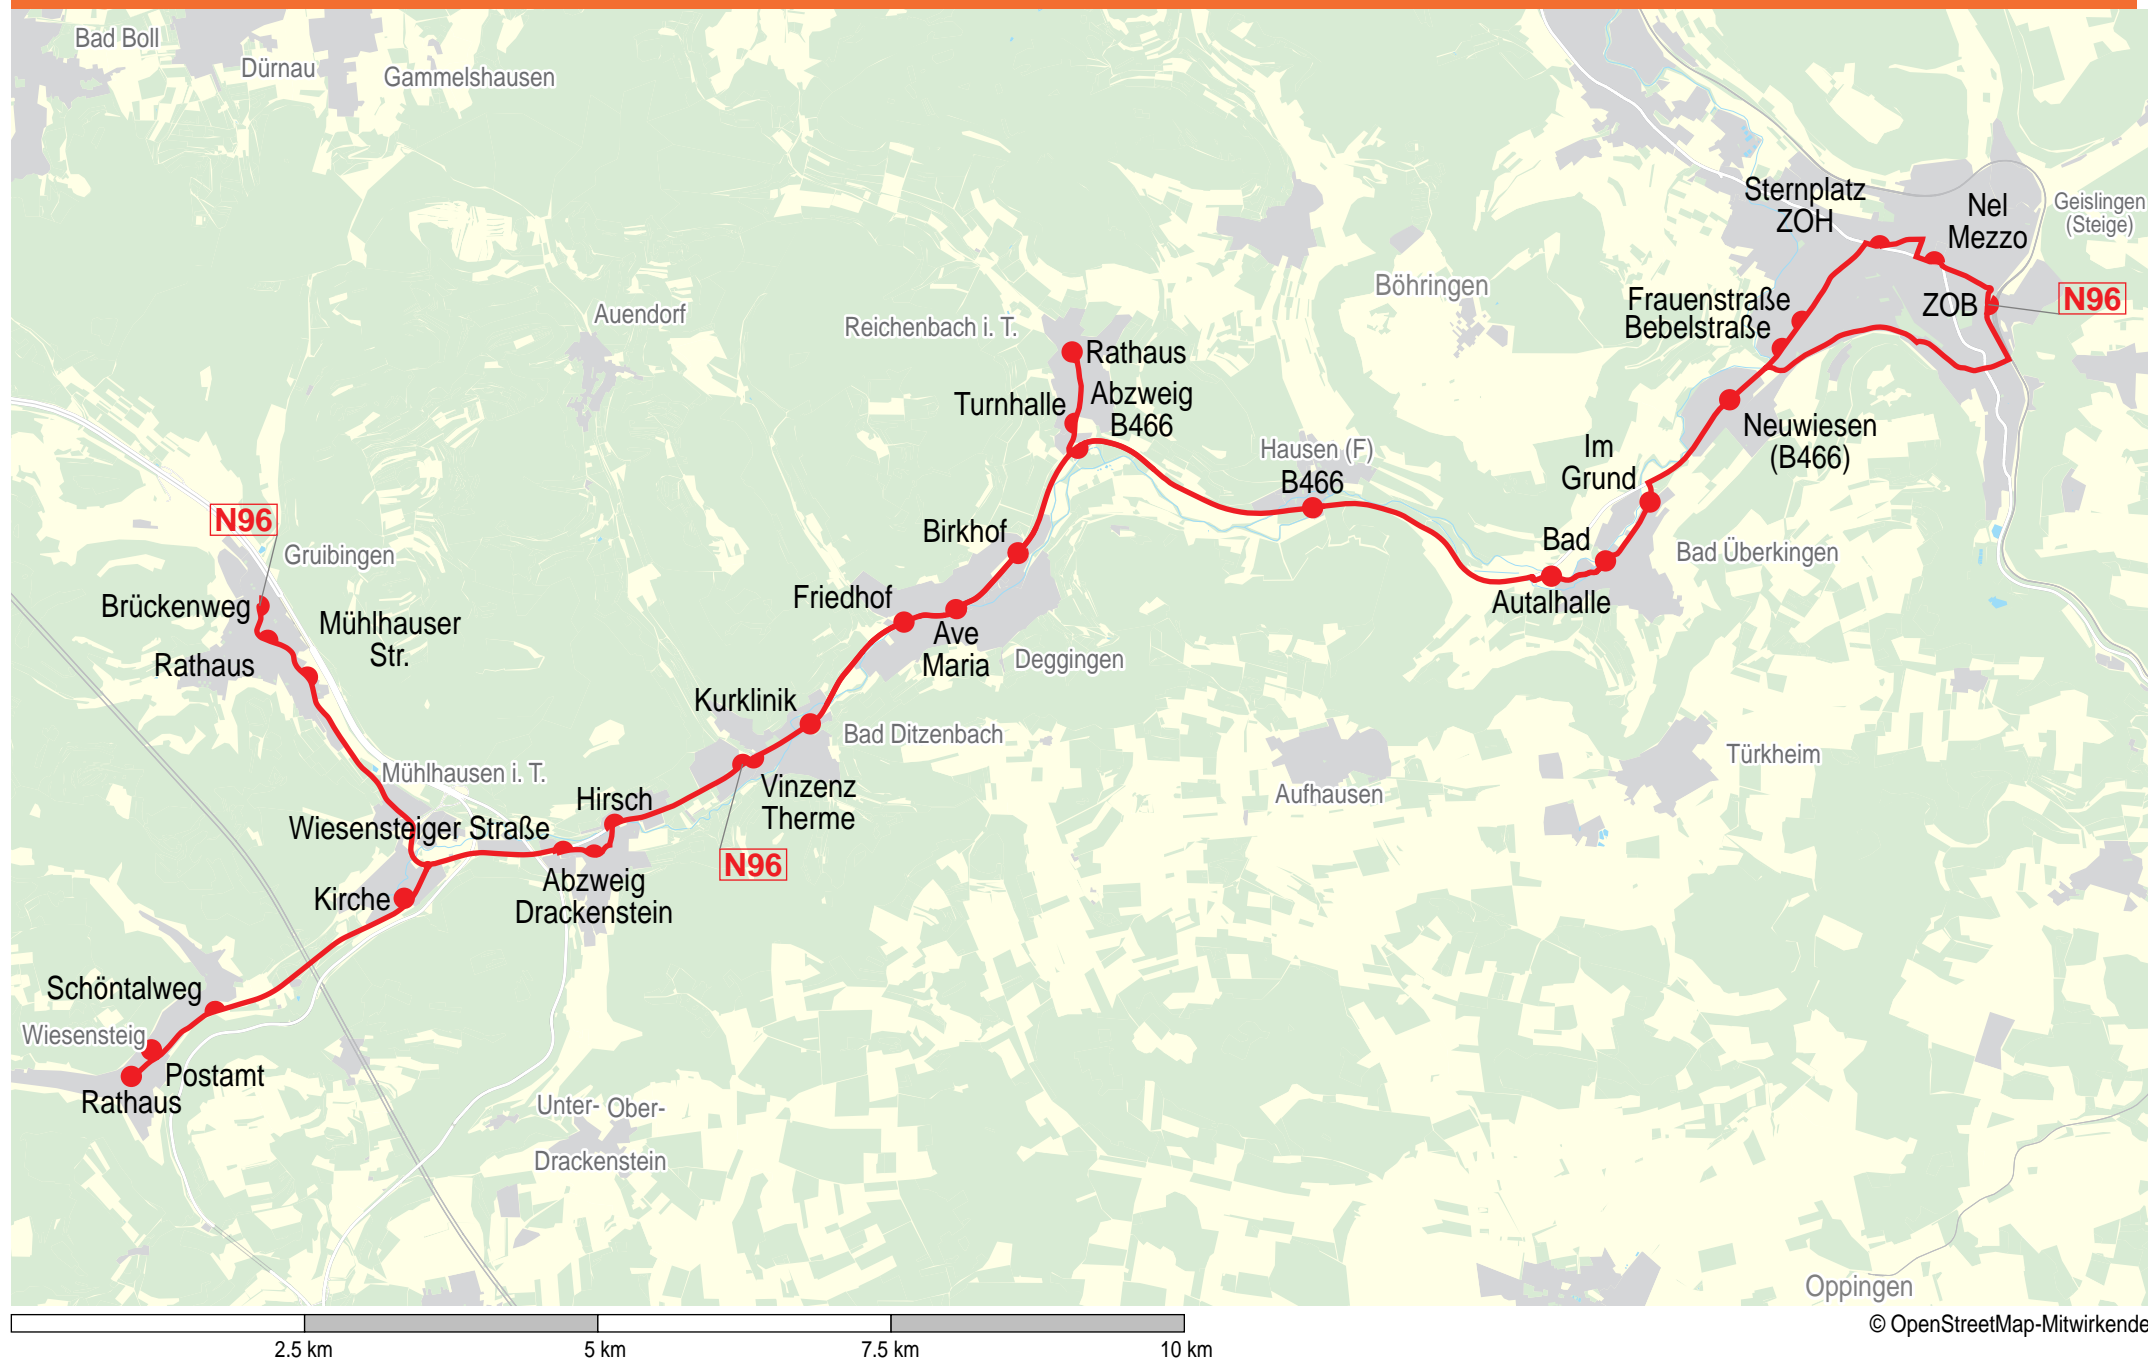 Bad Boll
Dürnau
Gammelshausen
Sternplatz
ZOH
Nel
Mezzo
Geislingen
(Steige)
Böhringen
Frauenstraße
Bebelstraße
ZOB
N96
Auendorf
Reichenbach i. T.
Rathaus
Turnhalle
Abzweig
B466
Hausen (F)
B466
Im
Grund
Neuwiesen
(B466)
N96
Gruibingen
Birkhof
Bad
Bad Überkingen
Autalhalle
Brückenweg
Mühlhauser
Str.
Rathaus
Friedhof
Ave
Maria
Deggingen
Kurklinik
Bad Ditzenbach
Türkheim
Mühlhausen i. T.
Hirsch
Vinzenz
Therme
Aufhausen
Wiesensteiger Straße
N96
Kirche
Abzweig
Drackenstein
Schöntalweg
Wiesensteig
Postamt
Rathaus
Unter- Ober-
Drackenstein
Oppingen
© OpenStreetMap-Mitwirkende
2.5 km
5 km
7.5 km
10 km